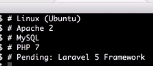 $ # Linux (Ubuntu)
$ # Apache 2
$ # MySQL
$ # PHP 7
$ # Pending: Laravel 5 Framework